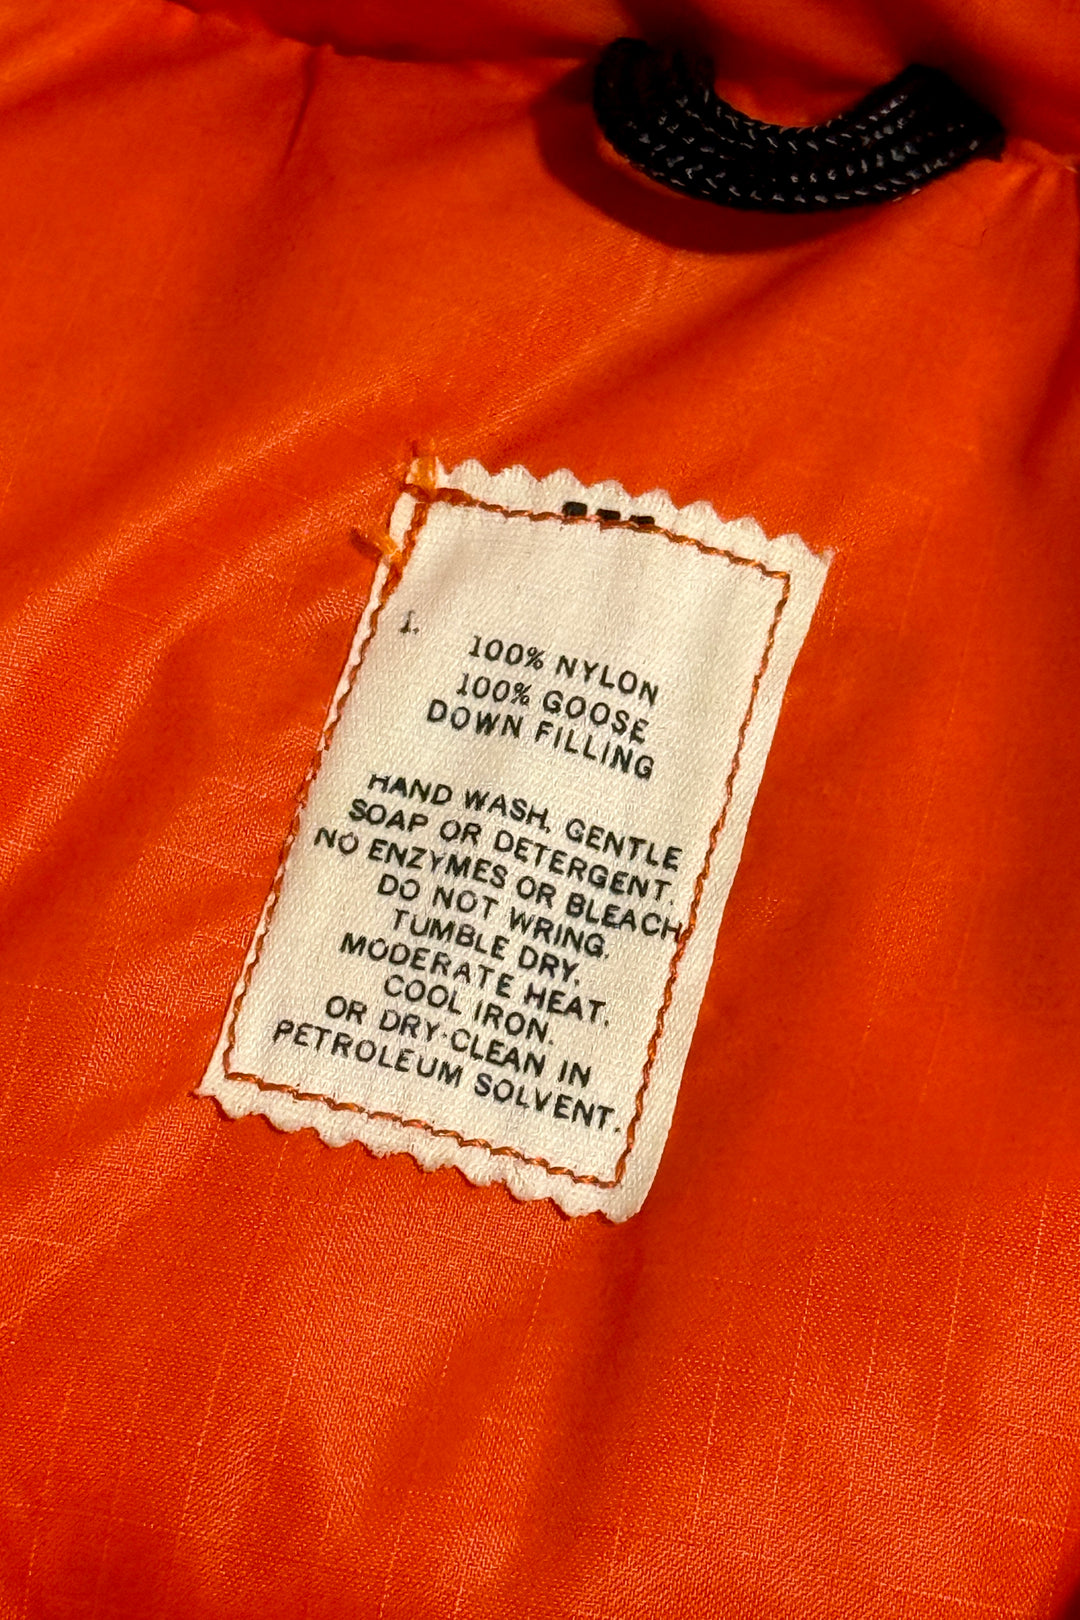 1.
100% NYLON
100% GOOSE
DOWN FILLING
HAND WASH, GENTLE
SOAP OR DETERGENT.
NO ENZYMES OR BLEACH
DO NOT WRING.
TUMBLE DRY,
MODERATE HEAT.
COOL IRON.
OR DRY-CLEAN IN
PETROLEUM SOLVENT.